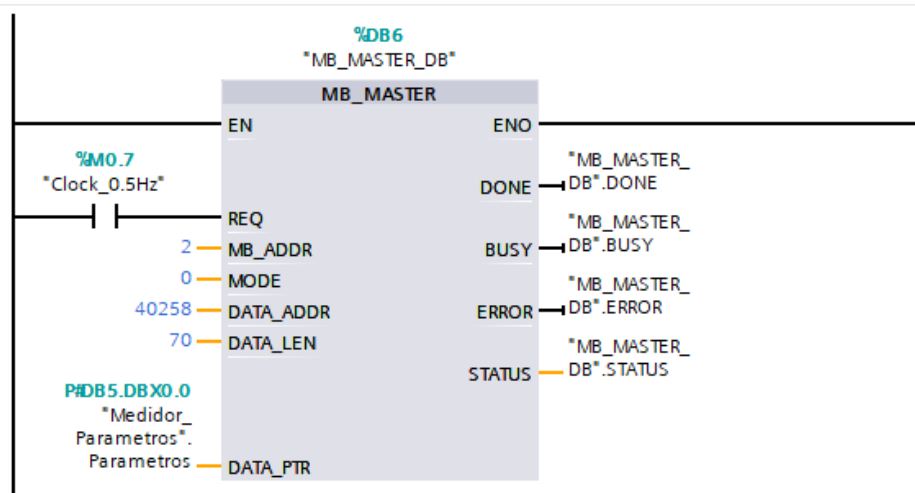 %DB6
"MB_MASTER_DB"
MB_MASTER
EN
ENO
%M0.7
"Clock_0.5Hz"
REQ
DONE
"MB_MASTER_
DB".DONE
2
MB_ADDR
BUSY
"MB_MASTER_
DB".BUSY
0
MODE
40258
DATA_ADDR
ERROR
"MB_MASTER_
DB".ERROR
70
DATA_LEN
STATUS
"MB_MASTER_
DB".STATUS
P#DB5.DBX0.0
"Medidor_
Parametros".
Parametros
DATA_PTR